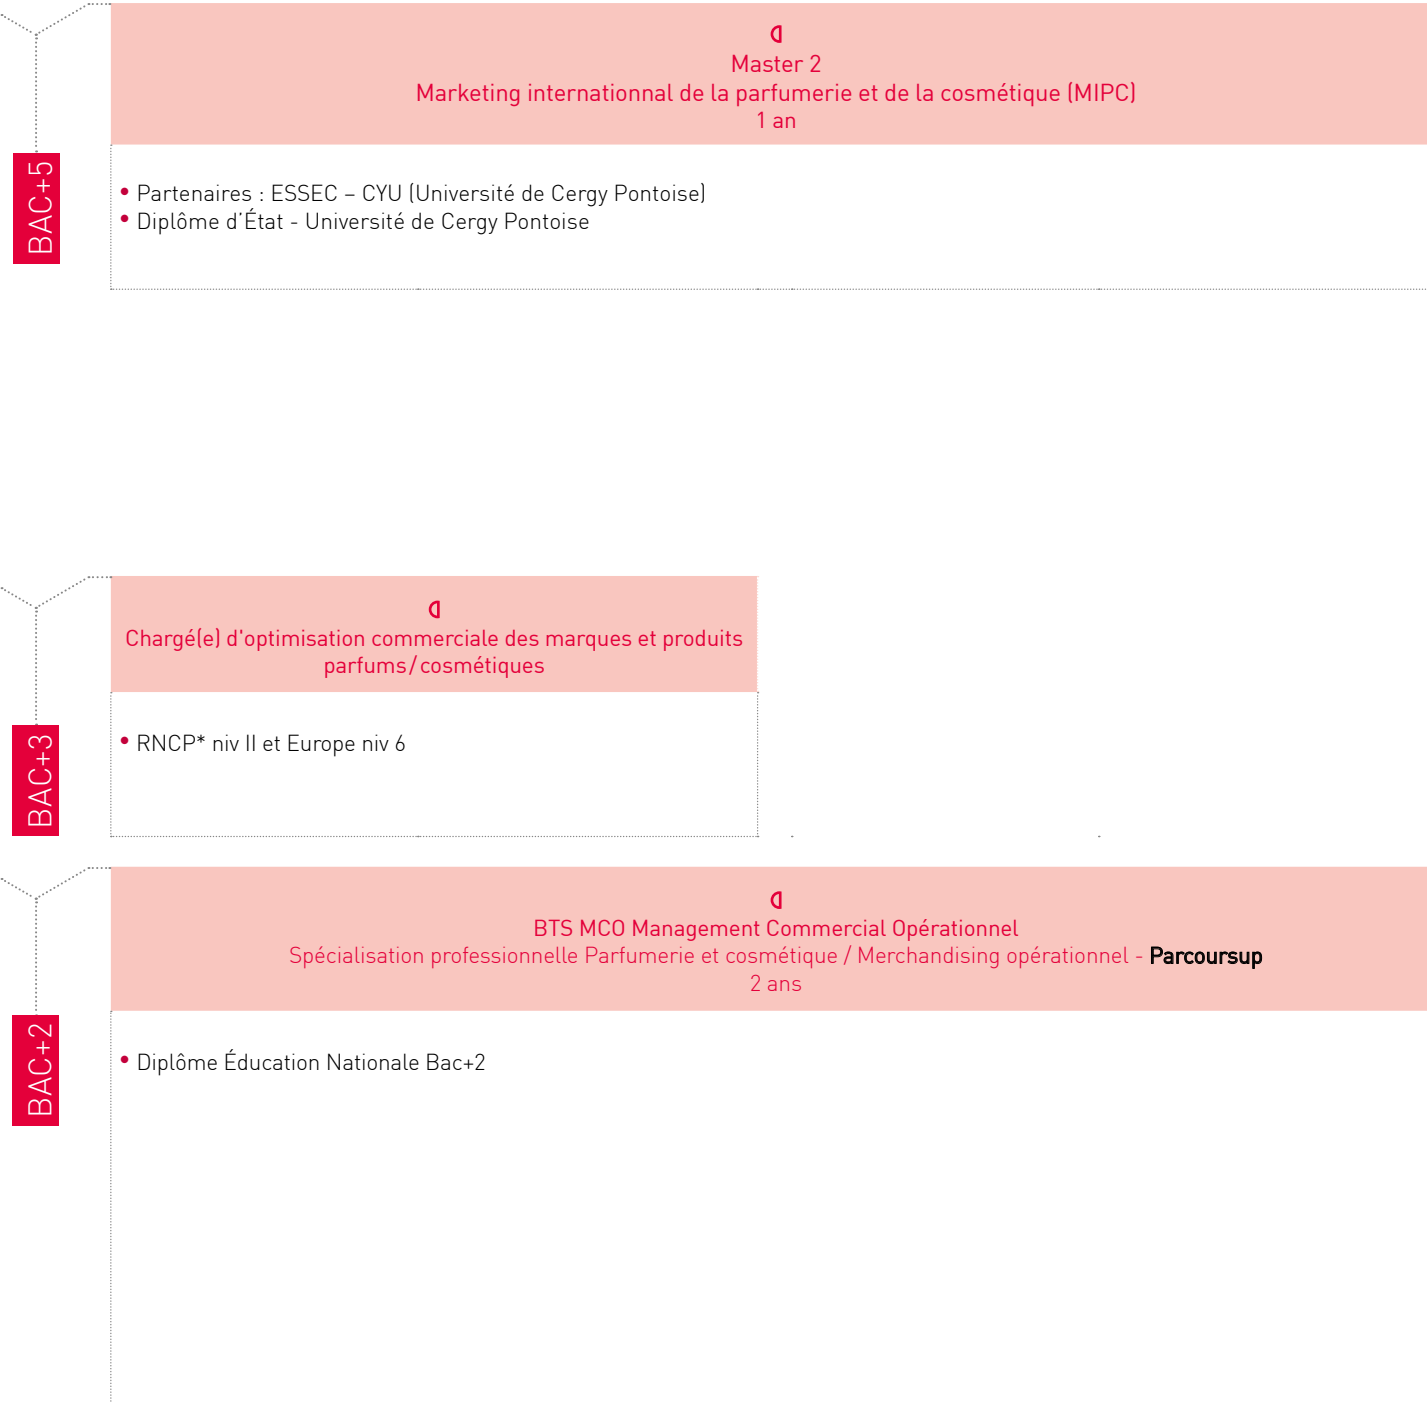 Master 2
Marketing internationnal de la parfumerie et de la cosmétique (MIPC)
1 an
BAC+5
• Partenaires : ESSEC – CYU (Université de Cergy Pontoise)
• Diplôme d’État - Université de Cergy Pontoise
Chargé(e) d'optimisation commerciale des marques et produits
parfums/cosmétiques
BAC+3
• RNCP* niv II et Europe niv 6
BTS MCO Management Commercial Opérationnel
Spécialisation professionnelle Parfumerie et cosmétique / Merchandising opérationnel - Parcoursup
2 ans
BAC+2
• Diplôme Éducation Nationale Bac+2